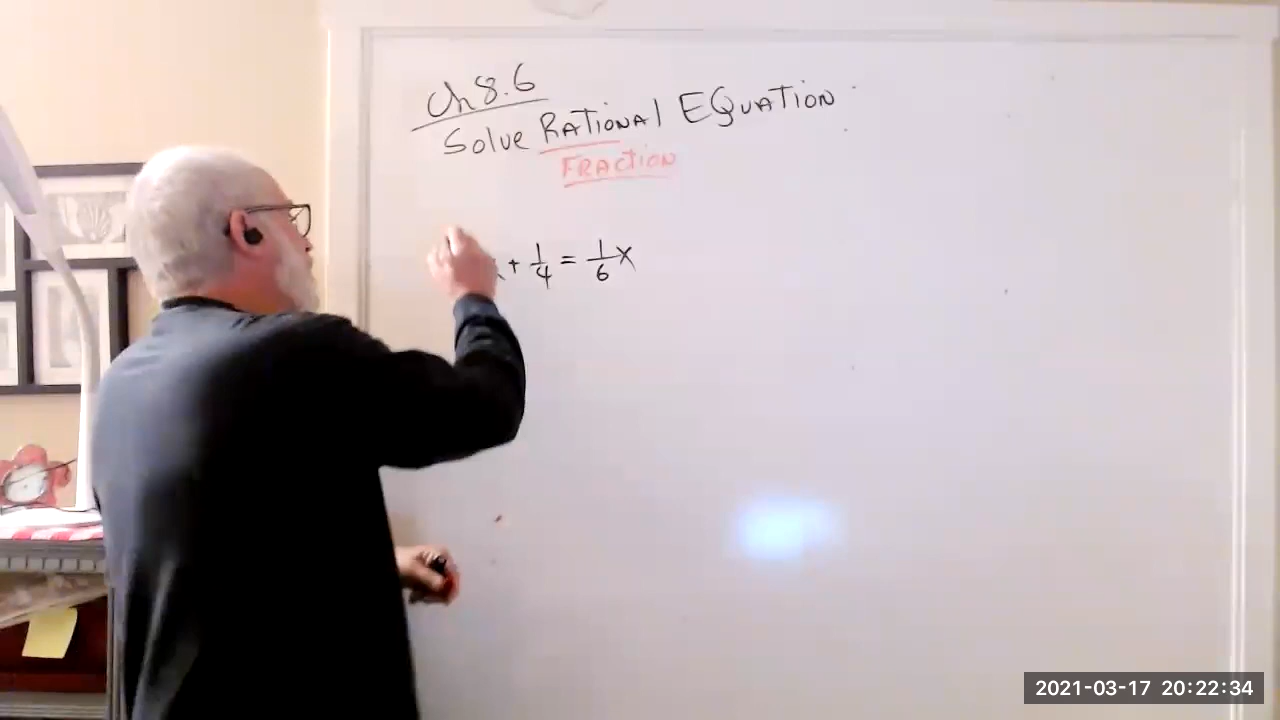 Ch 8.6
Solve RATIONAL EQUATION
FRACTION
+ 1/4 = 1/6 x
2021-03-17 20:22:34